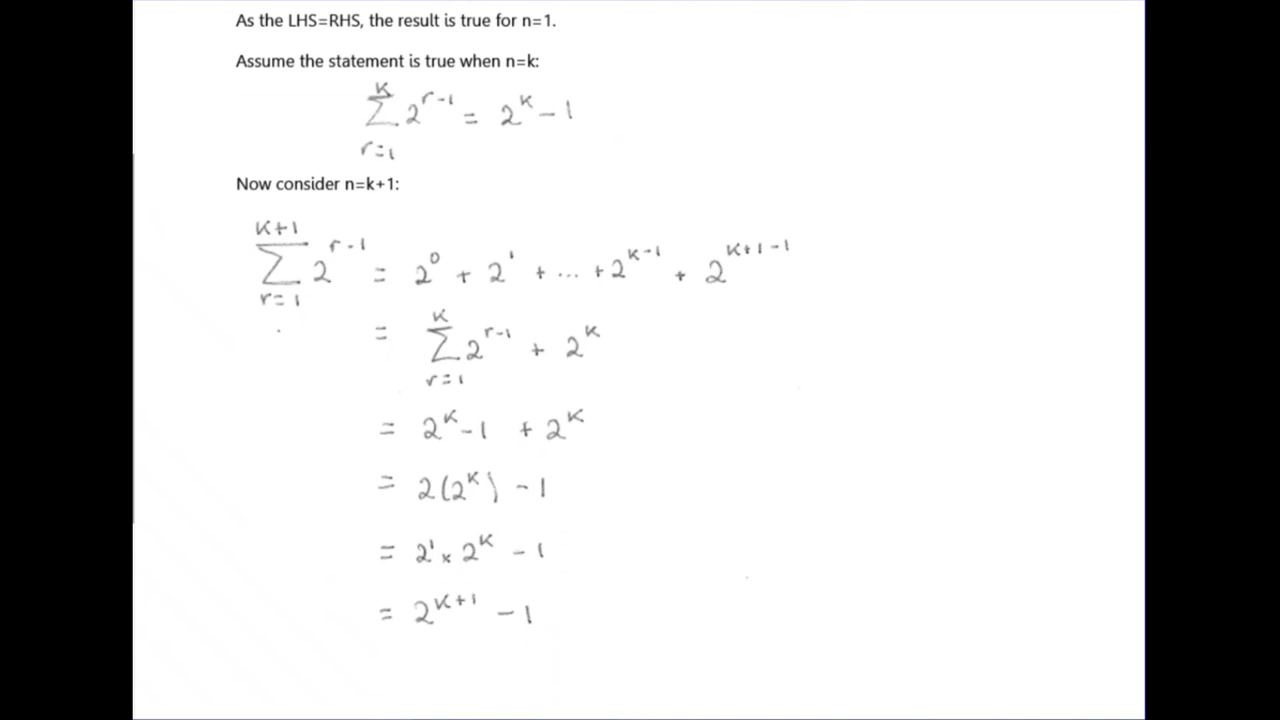 As the LHS=RHS, the result is true for n=1.
Assume the statement is true when n=k:
K
Σ 2^(r-1) = 2^K - 1
r=1
Now consider n=k+1:
K+1
Σ 2^(r-1) = 2^0 + 2^1 + ... + 2^(K-1) + 2^(K+1-1)
r=1
K
= Σ 2^(r-1) + 2^K
r=1
= 2^K - 1 + 2^K
= 2(2^K) - 1
= 2^1 × 2^K - 1
= 2^(K+1) - 1